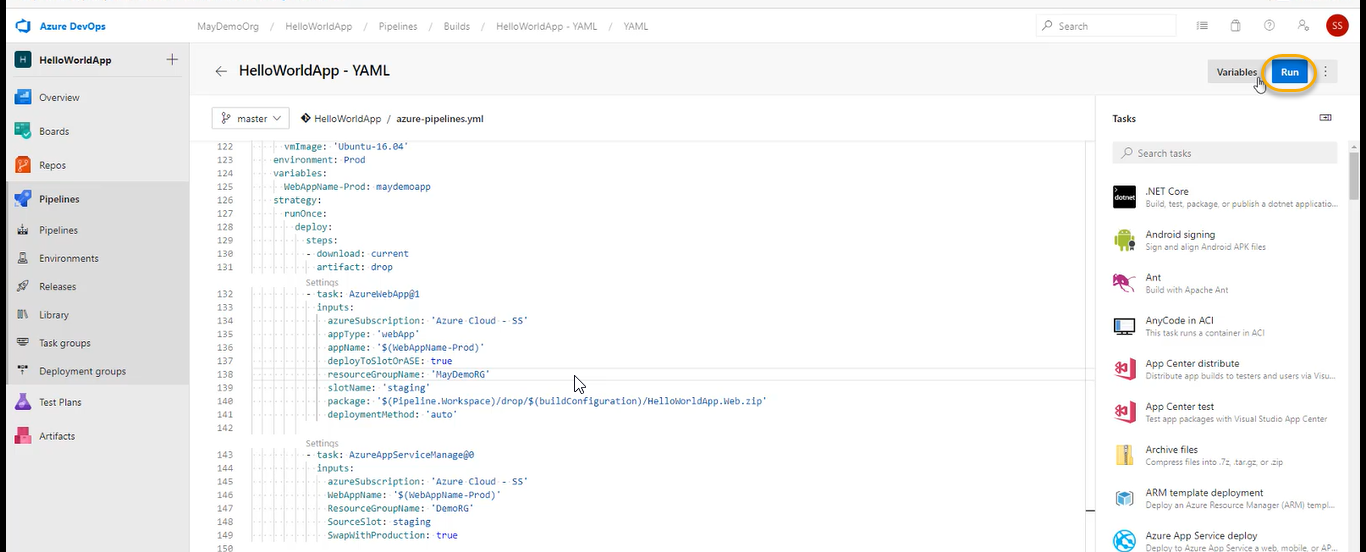 Azure DevOps
MayDemoOrg / HelloWorldApp / Pipelines / Builds / HelloWorldApp - YAML / YAML
Search
SS
H HelloWorldApp
HelloWorldApp - YAML
Variables
Run
Overview
Boards
Repos
Pipelines
Pipelines
Environments
Releases
Library
Task groups
Deployment groups
Test Plans
Artifacts
master
HelloWorldApp / azure-pipelines.yml
122 vmImage: 'Ubuntu-16.04'
123 environment: Prod
124 variables:
125 WebAppName-Prod: maydemoapp
126 strategy:
127 runOnce:
128 deploy:
129 steps:
130 - download: current
131 artifact: drop
Settings
132 - task: AzureWebApp@1
133 inputs:
134 azureSubscription: 'Azure Cloud - SS'
135 appType: 'webApp'
136 appName: '$(WebAppName-Prod)'
137 deployToSlotOrASE: true
138 resourceGroupName: 'MayDemoRG'
139 slotName: 'staging'
140 package: '$(Pipeline.Workspace)/drop/$(buildConfiguration)/HelloWorldApp.Web.zip'
141 deploymentMethod: 'auto'
142
Settings
143 - task: AzureAppServiceManage@0
144 inputs:
145 azureSubscription: 'Azure Cloud - SS'
146 WebAppName: '$(WebAppName-Prod)'
147 ResourceGroupName: 'DemoRG'
148 SourceSlot: staging
149 SwapWithProduction: true
150
Tasks
Search tasks
dotnet
.NET Core
Build, test, package, or publish a dotnet applicatio...
Android signing
Sign and align Android APK files
Ant
Build with Apache Ant
AnyCode in ACI
This task runs a container in ACI
App Center distribute
Distribute app builds to testers and users via Visu...
App Center test
Test app packages with Visual Studio App Center
Archive files
Compress files into .7z, .tar.gz, or .zip
ARM template deployment
Deploy an Azure Resource Manager (ARM) templ...
Azure App Service deploy
Deploy to Azure App Service a web, mobile, or AP...